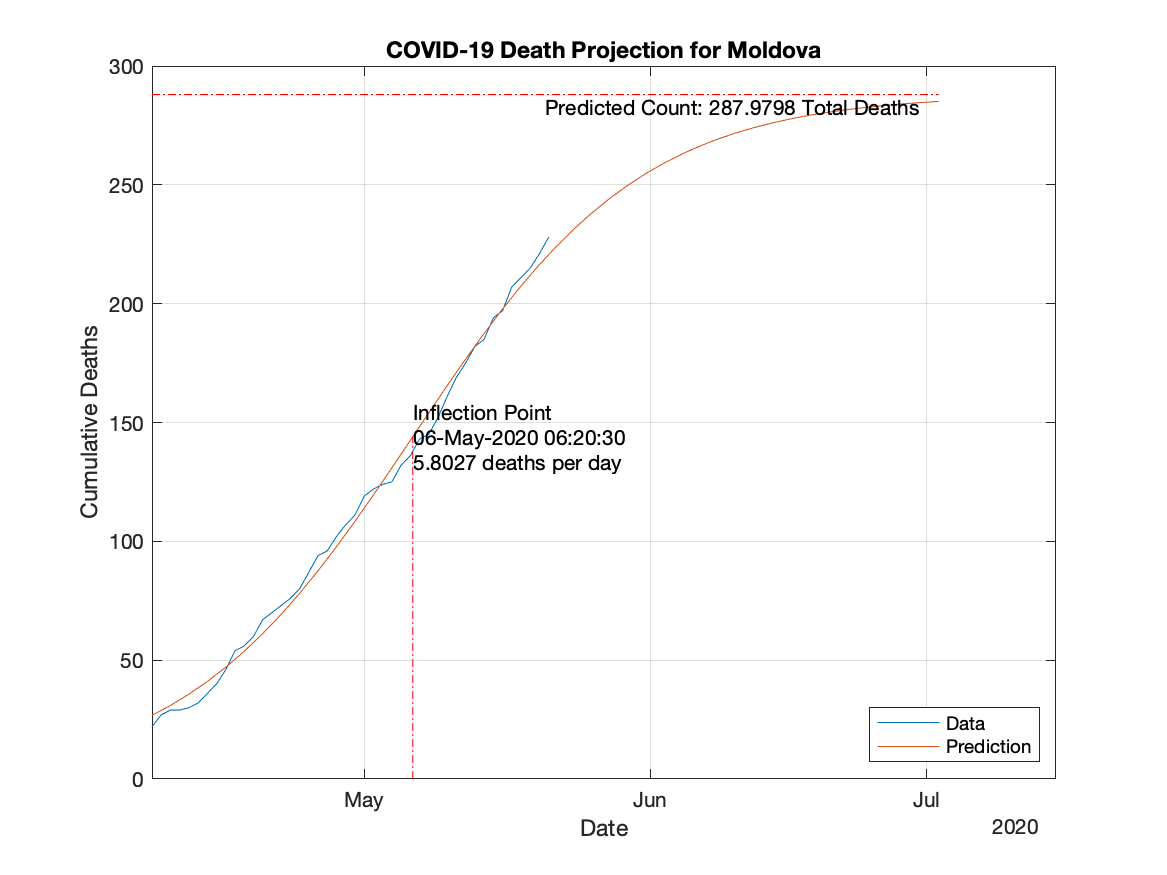 COVID-19 Death Projection for Moldova
300
250
200
150
100
50
0
Cumulative Deaths
Predicted Count: 287.9798 Total Deaths
Inflection Point
06-May-2020 06:20:30
5.8027 deaths per day
Data
Prediction
May
Jun
Jul
Date
2020